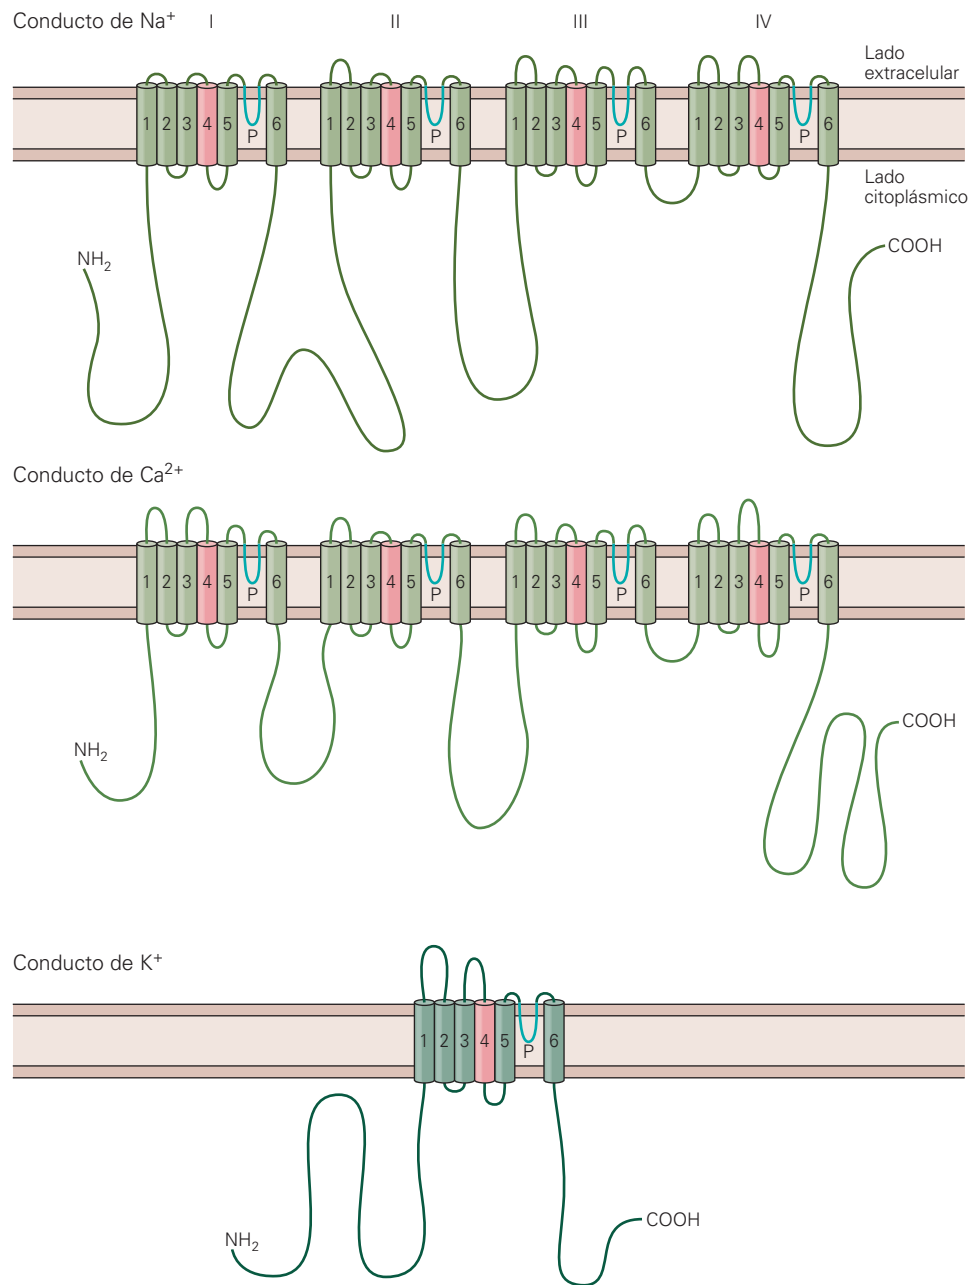 Conducto de Na⁺ I II III IV
Lado
extracelular
1 2 3 4 5 P 6 1 2 3 4 5 P 6 1 2 3 4 5 P 6 1 2 3 4 5 P 6
Lado
citoplásmico
NH₂ COOH
Conducto de Ca²⁺
1 2 3 4 5 P 6 1 2 3 4 5 P 6 1 2 3 4 5 P 6 1 2 3 4 5 P 6
NH₂ COOH
Conducto de K⁺
1 2 3 4 5 P 6
NH₂ COOH